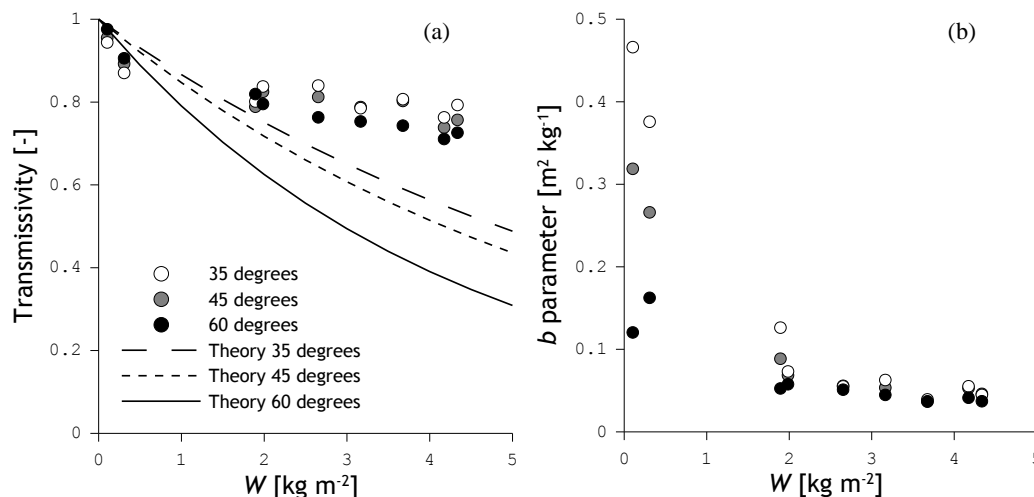 (a)
1
0.8
0.6
0.4
0.2
0
Transmissivity [-]
35 degrees
45 degrees
60 degrees
Theory 35 degrees
Theory 45 degrees
Theory 60 degrees
0 1 2 3 4 5
W [kg m-2]
(b)
0.5
0.4
0.3
0.2
0.1
0
b parameter [m2 kg-1]
0 1 2 3 4 5
W [kg m-2]